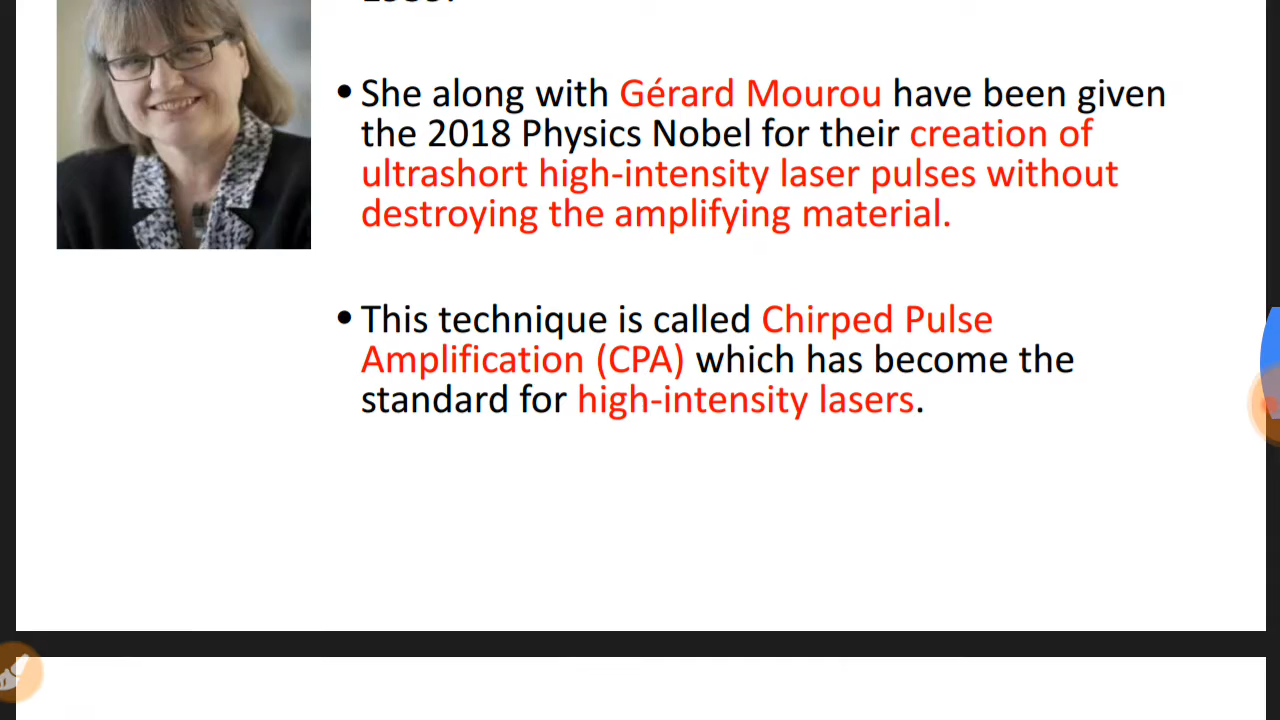 • She along with Gérard Mourou have been given
the 2018 Physics Nobel for their creation of
ultrashort high-intensity laser pulses without
destroying the amplifying material.
• This technique is called Chirped Pulse
Amplification (CPA) which has become the
standard for high-intensity lasers.